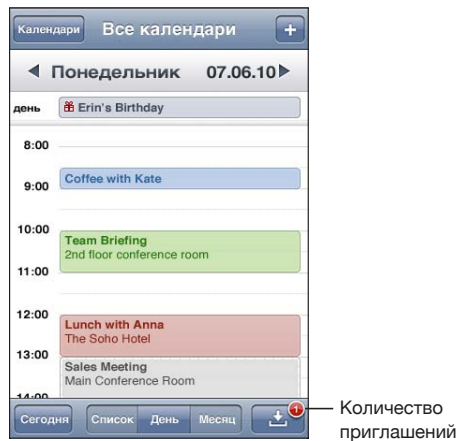 Календари Все календари +
Понедельник 07.06.10
день Erin's Birthday
8:00
Coffee with Kate
9:00
10:00
Team Briefing
2nd floor conference room
11:00
12:00
Lunch with Anna
The Soho Hotel
13:00
Sales Meeting
Main Conference Room
14:00
Сегодня Список День Месяц 1
Количество
приглашений